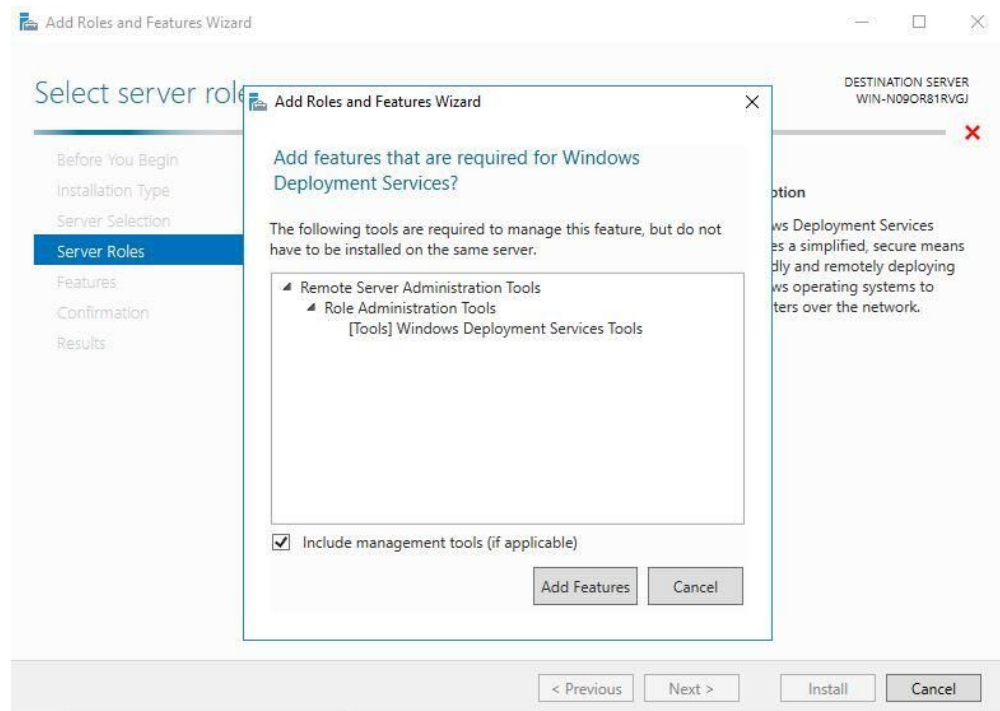 Add Roles and Features Wizard
Select server role
DESTINATION SERVER
WIN-N09OR81RVGJ
Before You Begin
Installation Type
Server Selection
Server Roles
Features
Confirmation
Results
Add Roles and Features Wizard
Add features that are required for Windows
Deployment Services?
The following tools are required to manage this feature, but do not
have to be installed on the same server.
Remote Server Administration Tools
Role Administration Tools
[Tools] Windows Deployment Services Tools
Include management tools (if applicable)
Add Features
Cancel
ption
ws Deployment Services
es a simplified, secure means
dly and remotely deploying
ws operating systems to
ters over the network.
< Previous
Next >
Install
Cancel